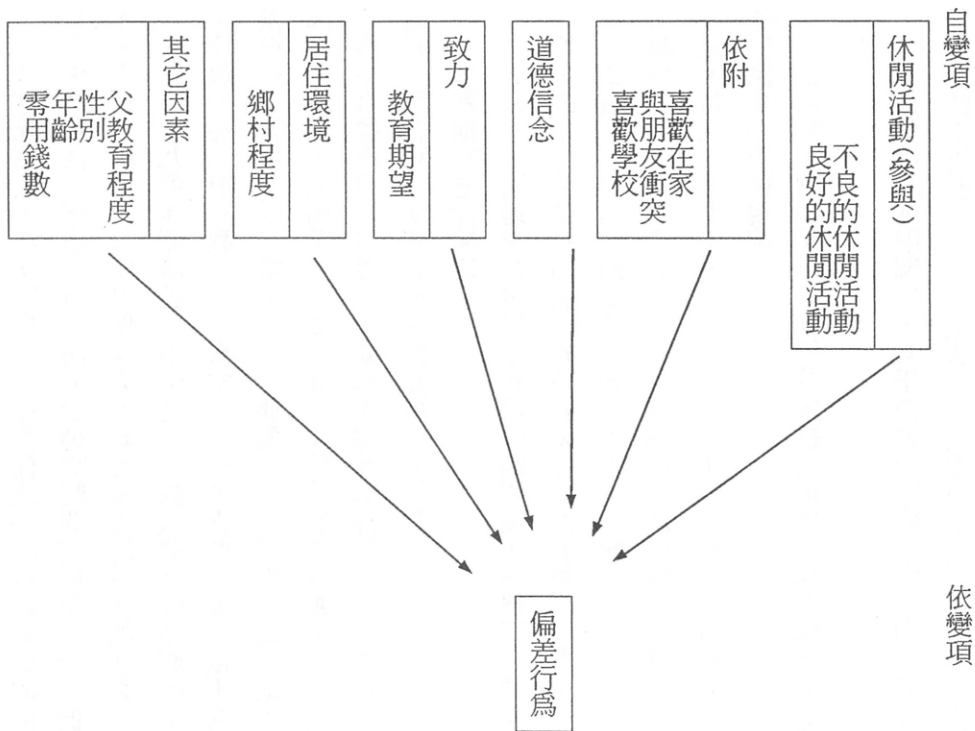 自變項
休閒活動(參與)
不良的休閒活動
良好的休閒活動
依附
喜歡在家
與朋友衝突
喜歡學校
道德信念
致力
教育期望
居住環境
鄉村程度
其它因素
父教育程度
性別
年齡
零用錢數
依變項
偏差行為